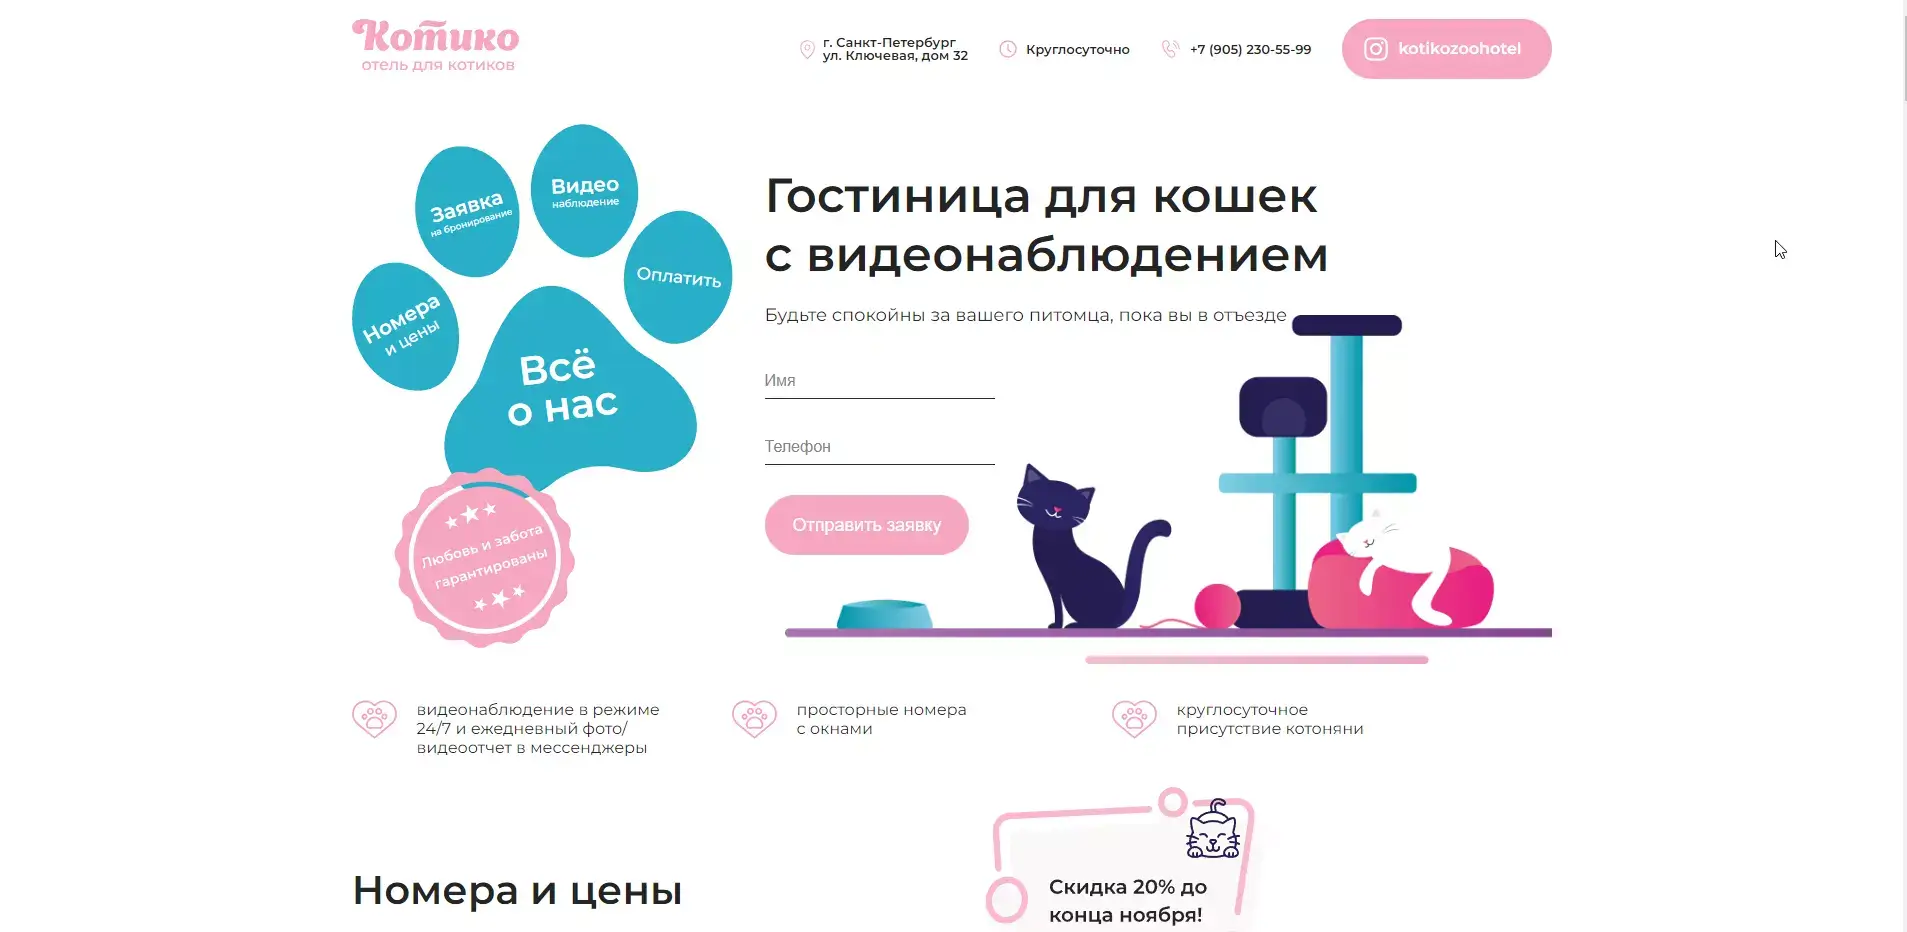 Котико
отель для котиков
г. Санкт-Петербург
ул. Ключевая, дом 32
Круглосуточно
+7 (905) 230-55-99
kotikozoohotel
Заявка
на бронирование
Видео
наблюдение
Оплатить
Номера
и цены
Всё
о нас
Любовь и забота
гарантированы
Гостиница для кошек
с видеонаблюдением
Будьте спокойны за вашего питомца, пока вы в отъезде
Имя
Телефон
Отправить заявку
видеонаблюдение в режиме
24/7 и ежедневный фото/
видеоотчет в мессенджеры
просторные номера
с окнами
круглосуточное
присутствие котоняни
Номера и цены
Скидка 20% до
конца ноября!